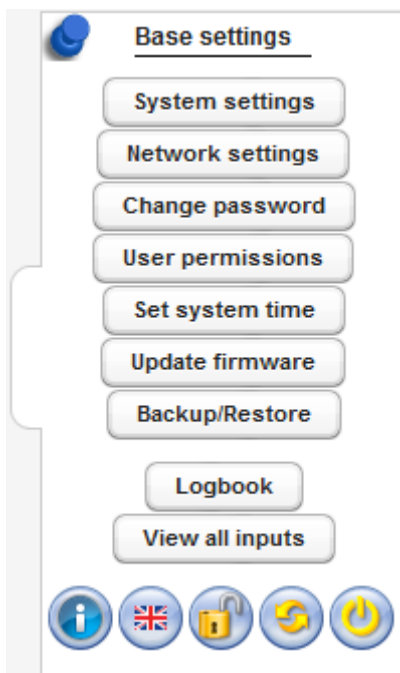 Base settings
System settings
Network settings
Change password
User permissions
Set system time
Update firmware
Backup/Restore
Logbook
View all inputs